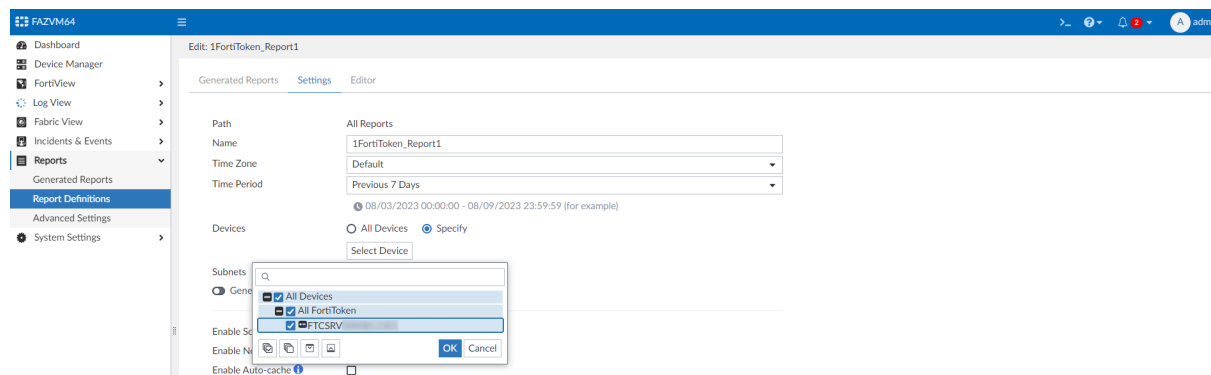 FAZVM64
>_
2
A adm
Dashboard
Device Manager
FortiView
Log View
Fabric View
Incidents & Events
Reports
Generated Reports
Report Definitions
Advanced Settings
System Settings
Edit: 1FortiToken_Report1
Generated Reports Settings Editor
Path All Reports
Name 1FortiToken_Report1
Time Zone Default
Time Period Previous 7 Days
08/03/2023 00:00:00 - 08/09/2023 23:59:59 (for example)
Devices All Devices Specify
Select Device
Subnets
Gene
All Devices
All FortiToken
FTCSRV
Enable Sc
Enable N
OK Cancel
Enable Auto-cache